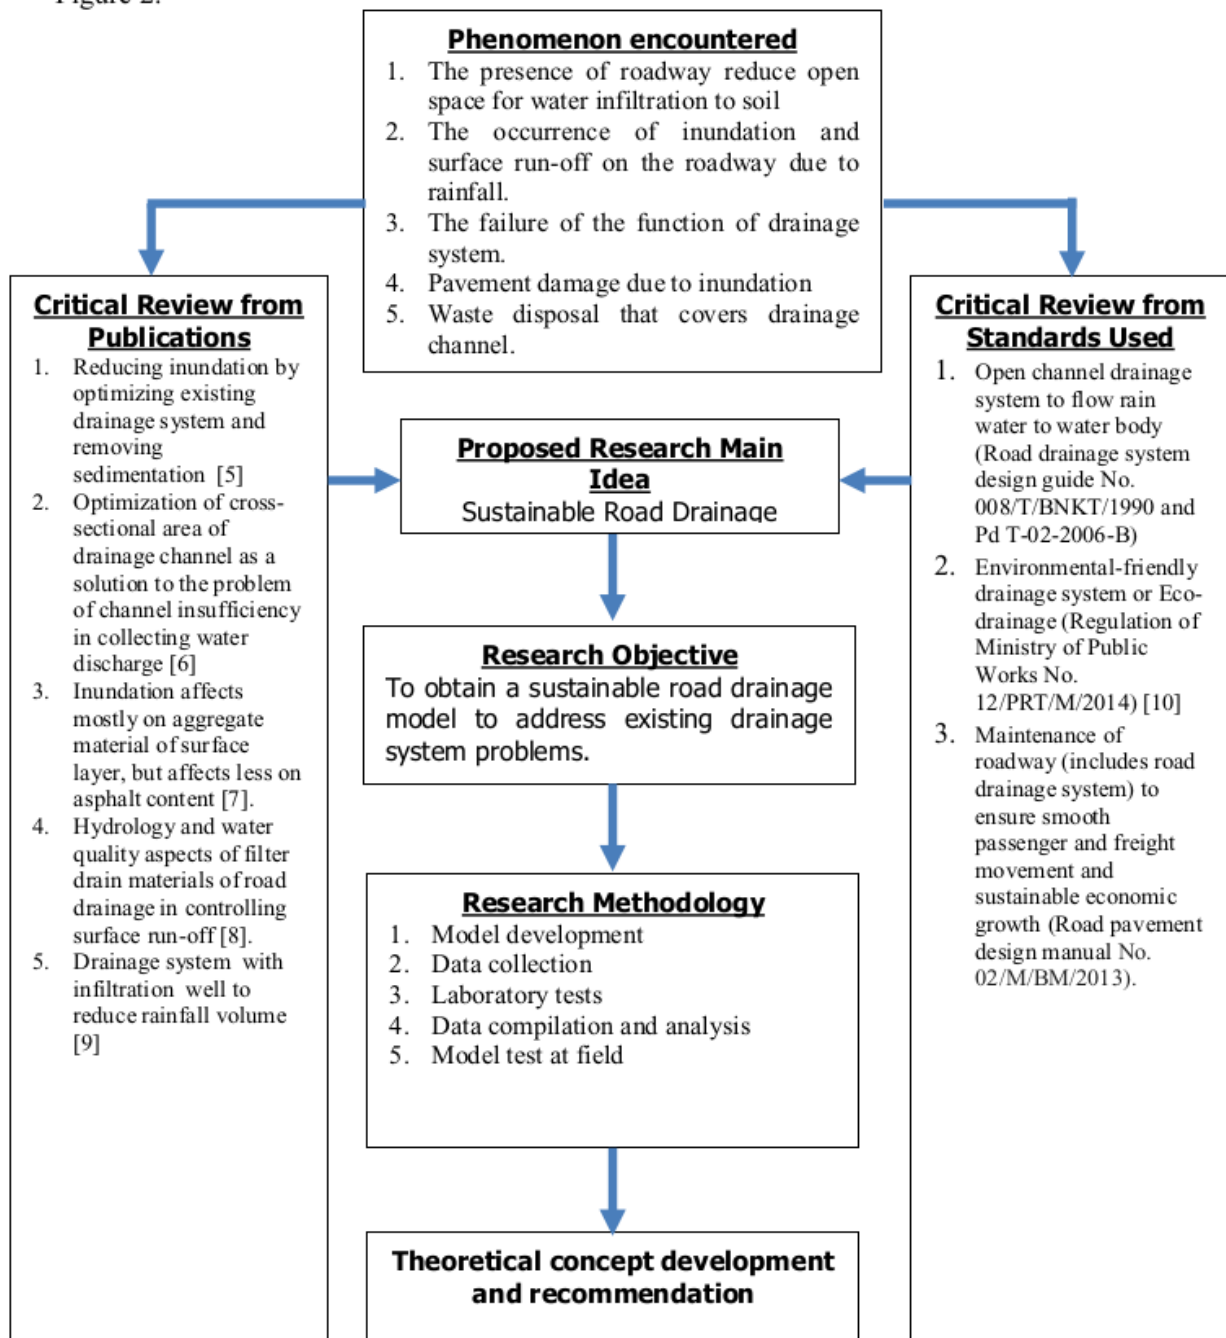 Figure 2.
Phenomenon encountered
1. The presence of roadway reduce open
space for water infiltration to soil
2. The occurrence of inundation and
surface run-off on the roadway due to
rainfall.
3. The failure of the function of drainage
system.
4. Pavement damage due to inundation
5. Waste disposal that covers drainage
channel.
Critical Review from
Publications
1. Reducing inundation by
optimizing existing
drainage system and
removing
sedimentation [5]
2. Optimization of cross-
sectional area of
drainage channel as a
solution to the problem
of channel insufficiency
in collecting water
discharge [6]
3. Inundation affects
mostly on aggregate
material of surface
layer, but affects less on
asphalt content [7].
4. Hydrology and water
quality aspects of filter
drain materials of road
drainage in controlling
surface run-off [8].
5. Drainage system with
infiltration well to
reduce rainfall volume
[9]
Critical Review from
Standards Used
1. Open channel drainage
system to flow rain
water to water body
(Road drainage system
design guide No.
008/T/BNKT/1990 and
Pd T-02-2006-B)
2. Environmental-friendly
drainage system or Eco-
drainage (Regulation of
Ministry of Public
Works No.
12/PRT/M/2014) [10]
3. Maintenance of
roadway (includes road
drainage system) to
ensure smooth
passenger and freight
movement and
sustainable economic
growth (Road pavement
design manual No.
02/M/BM/2013).
Proposed Research Main
Idea
Sustainable Road Drainage
Research Objective
To obtain a sustainable road drainage
model to address existing drainage
system problems.
Research Methodology
1. Model development
2. Data collection
3. Laboratory tests
4. Data compilation and analysis
5. Model test at field
Theoretical concept development
and recommendation